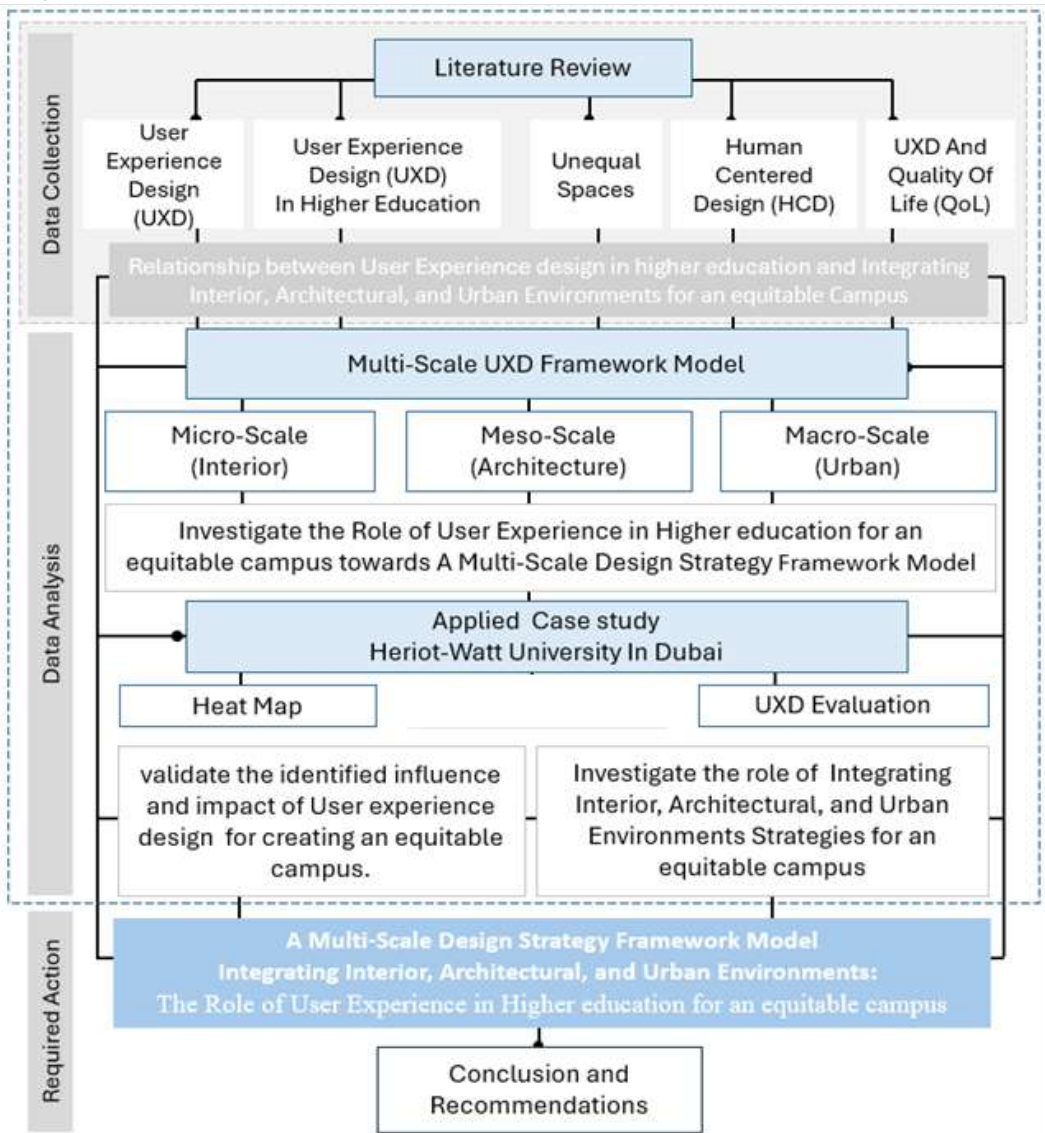 Data Collection
Literature Review
User
Experience
Design
(UXD)
User Experience
Design (UXD)
In Higher Education
Unequal
Spaces
Human
Centered
Design (HCD)
UXD And
Quality Of
Life (QoL)
Relationship between User Experience design in higher education and Integrating
Interior, Architectural, and Urban Environments for an equitable Campus
Data Analysis
Multi-Scale UXD Framework Model
Micro-Scale
(Interior)
Meso-Scale
(Architecture)
Macro-Scale
(Urban)
Investigate the Role of User Experience in Higher education for an
equitable campus towards A Multi-Scale Design Strategy Framework Model
Applied Case study
Heriot-Watt University In Dubai
Heat Map
UXD Evaluation
validate the identified influence
and impact of User experience
design for creating an equitable
campus.
Investigate the role of Integrating
Interior, Architectural, and Urban
Environments Strategies for an
equitable campus
Required Action
A Multi-Scale Design Strategy Framework Model
Integrating Interior, Architectural, and Urban Environments:
The Role of User Experience in Higher education for an equitable campus
Conclusion and
Recommendations